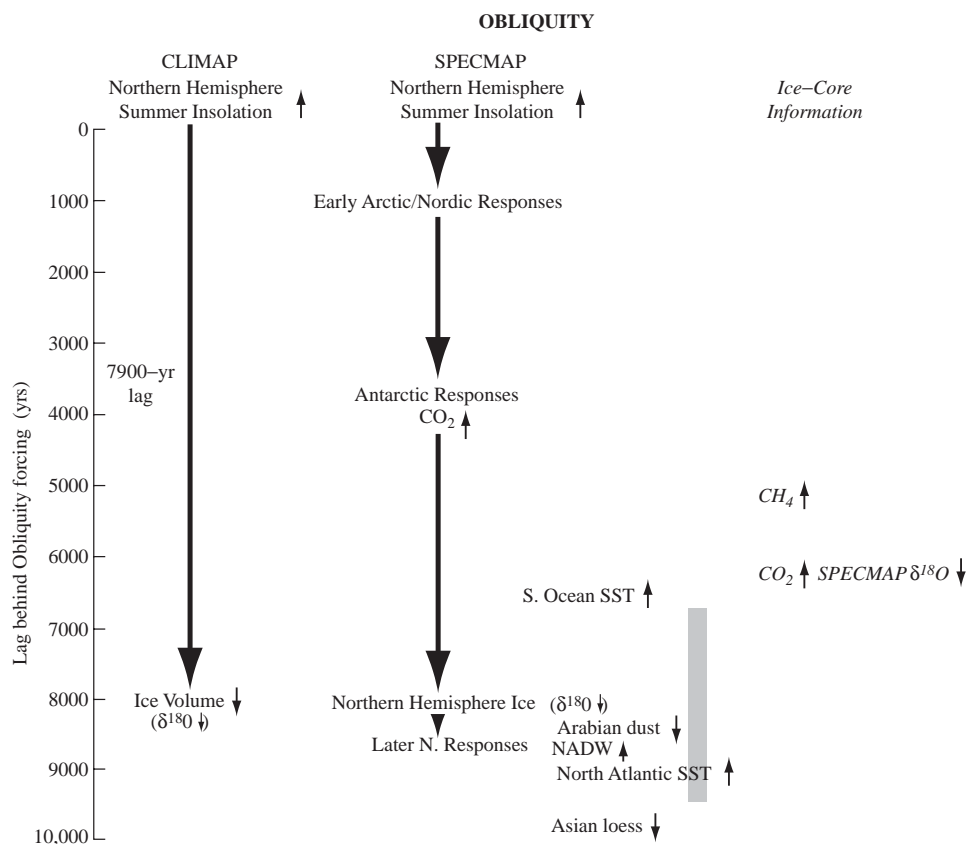 OBLIQUITY
CLIMAP
Northern Hemisphere
Summer Insolation
SPECMAP
Northern Hemisphere
Summer Insolation
Ice–Core
Information
Lag behind Obliquity forcing (yrs)
0
1000
2000
3000
4000
5000
6000
7000
8000
9000
10,000
7900–yr
lag
Ice Volume
(δ¹⁸0)
Early Arctic/Nordic Responses
Antarctic Responses
CO₂
Northern Hemisphere Ice
Later N. Responses
S. Ocean SST
(δ¹⁸0)
Arabian dust
NADW
North Atlantic SST
Asian loess
CH₄
CO₂ SPECMAP δ¹⁸O